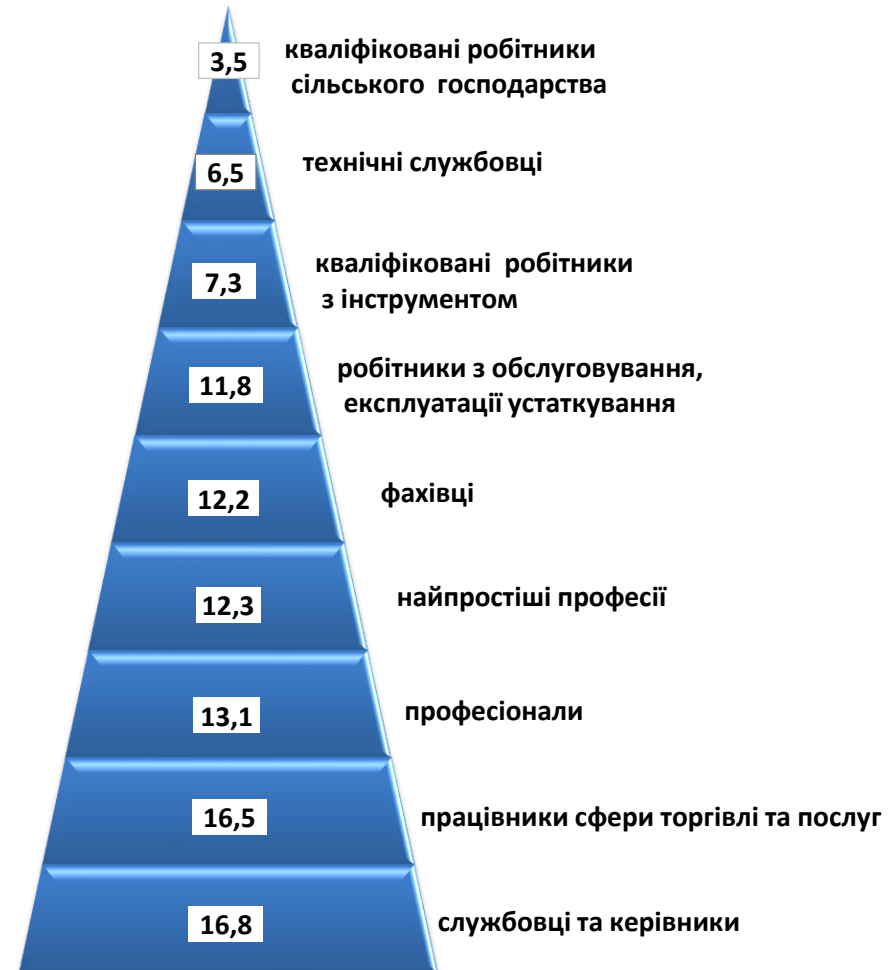 3,5
кваліфіковані робітники
сільського господарства
6,5
технічні службовці
7,3
кваліфіковані робітники
з інструментом
11,8
робітники з обслуговування,
експлуатації устаткування
12,2
фахівці
12,3
найпростіші професії
13,1
професіонали
16,5
працівники сфери торгівлі та послуг
16,8
службовці та керівники